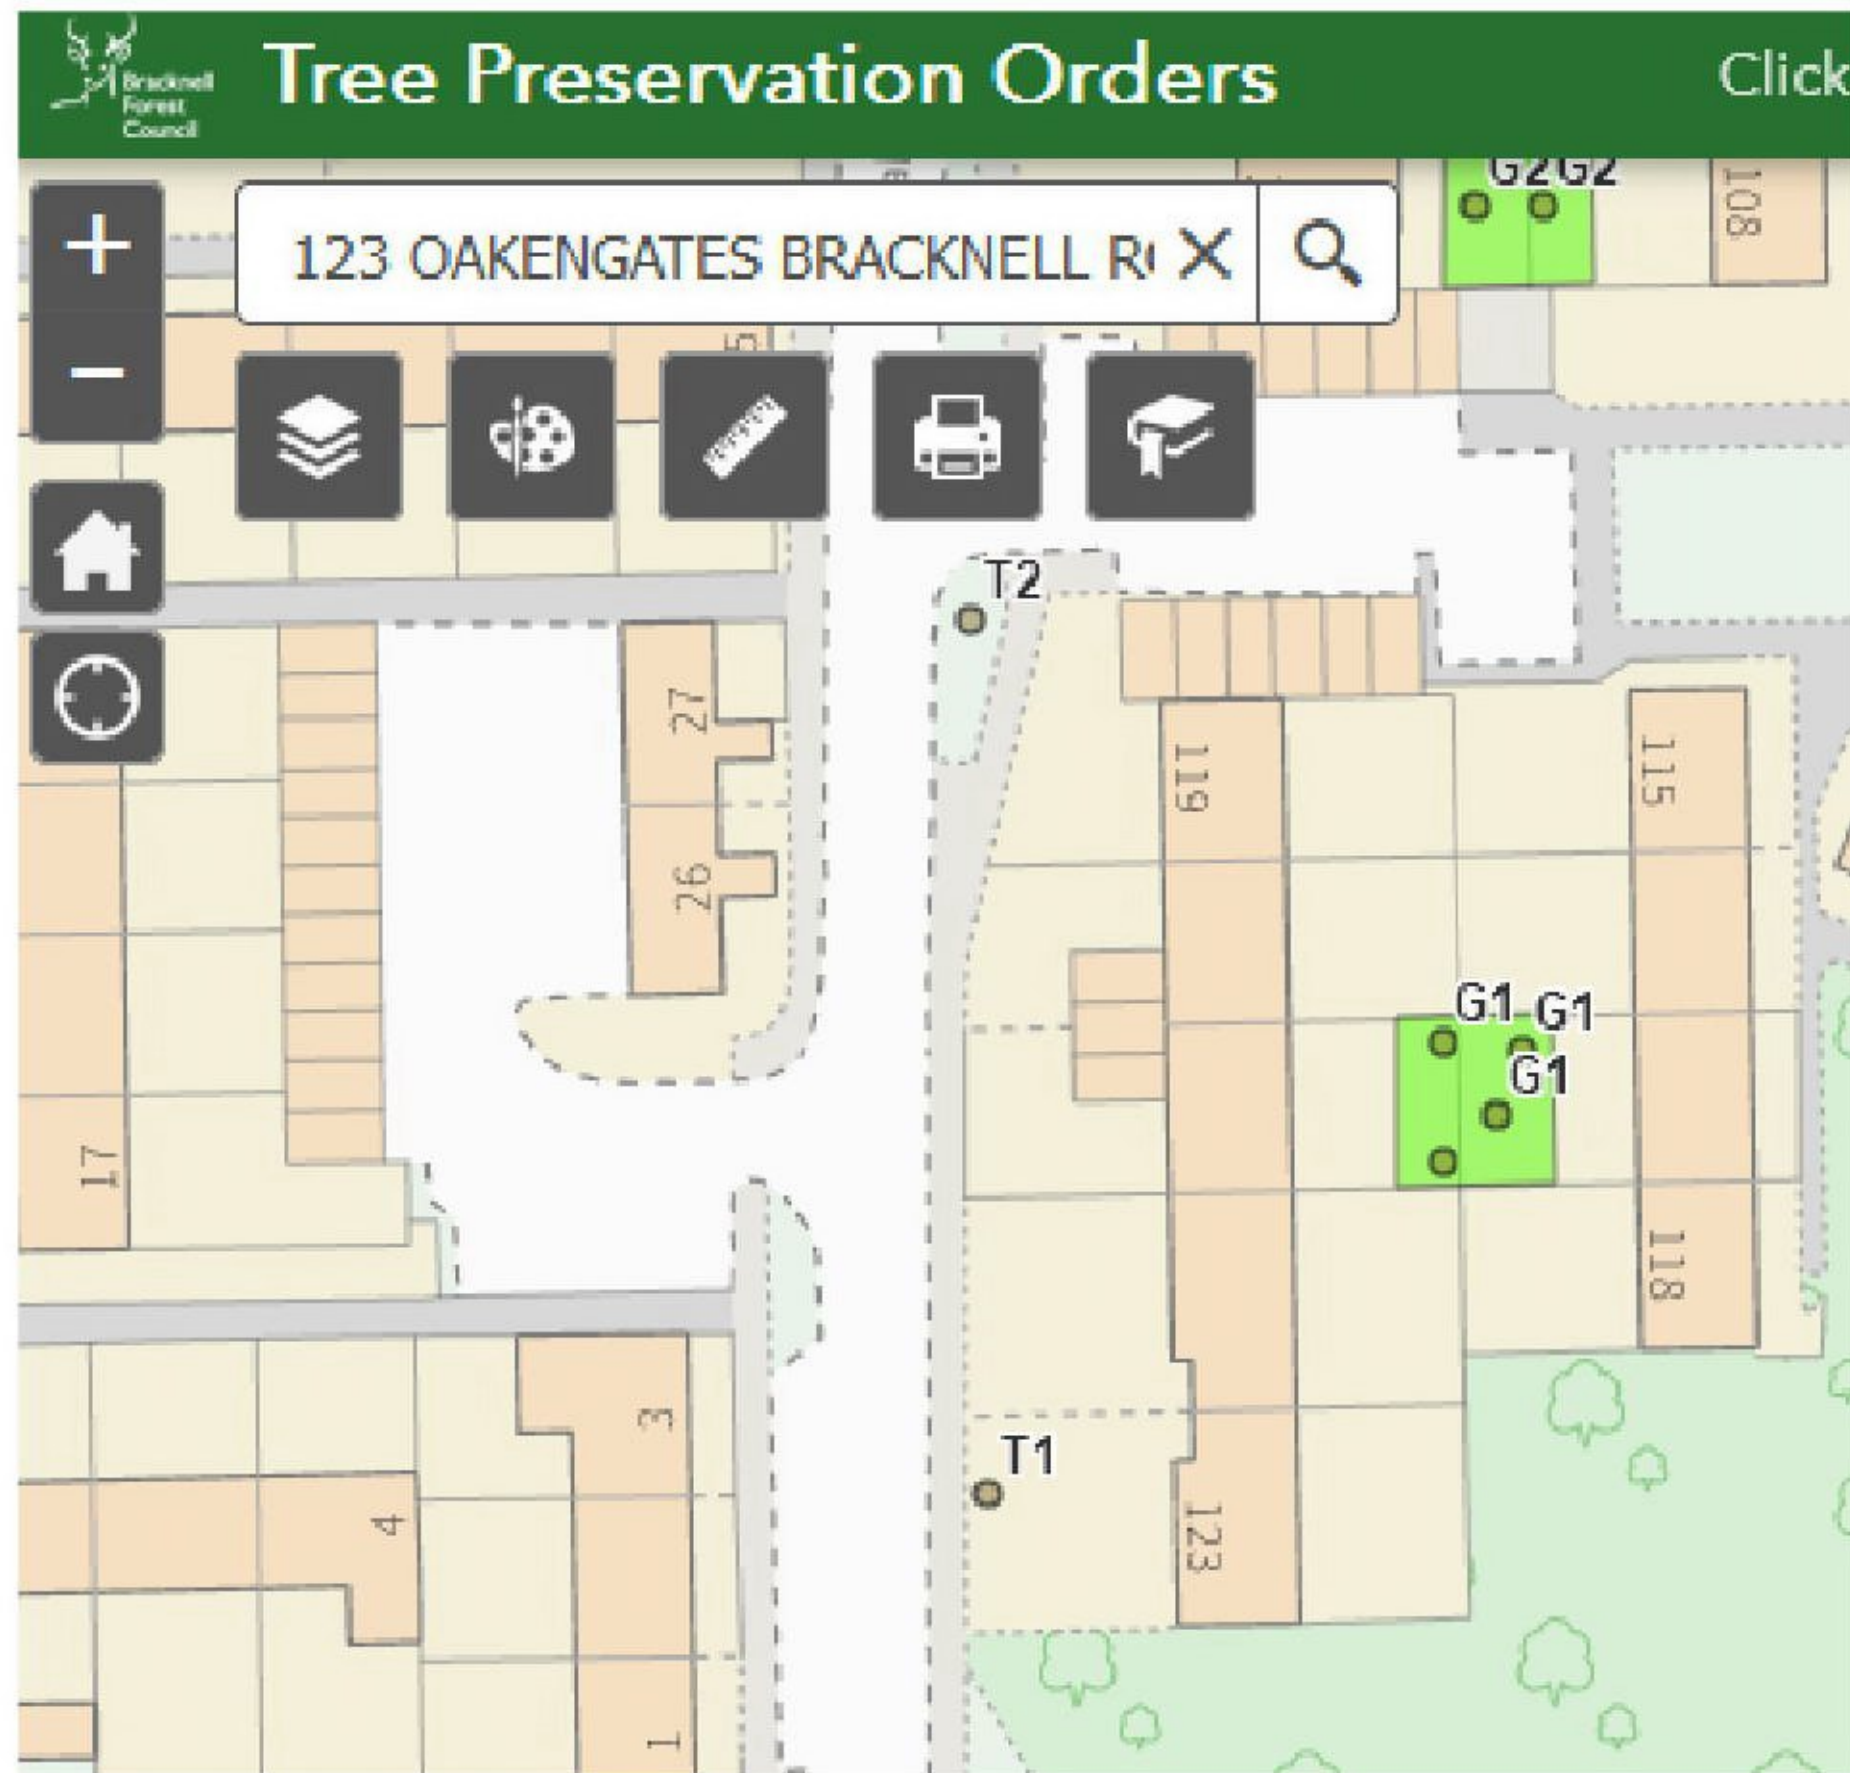 Bracknell
Forest
Council
Tree Preservation Orders
Click
G2 G2
108
123 OAKENGATES BRACKNELL R
5
T2
27
119
115
26
G1 G1
G1
17
118
3
T1
4
123
1